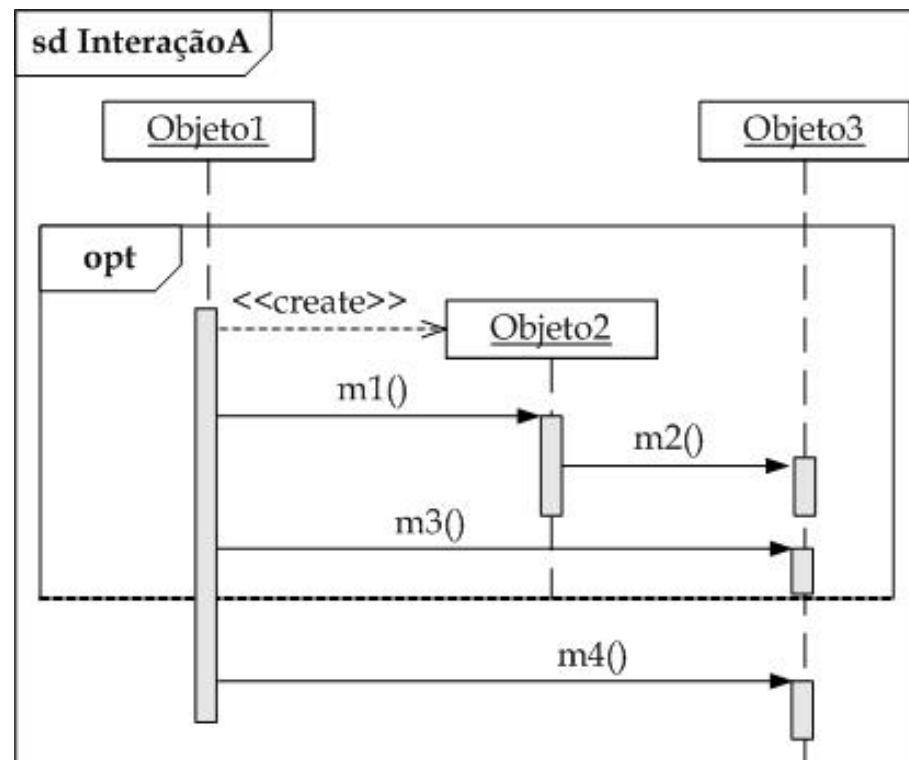 sd InteraçãoA
Objeto1
Objeto3
opt
<<create>>
Objeto2
m1()
m2()
m3()
m4()